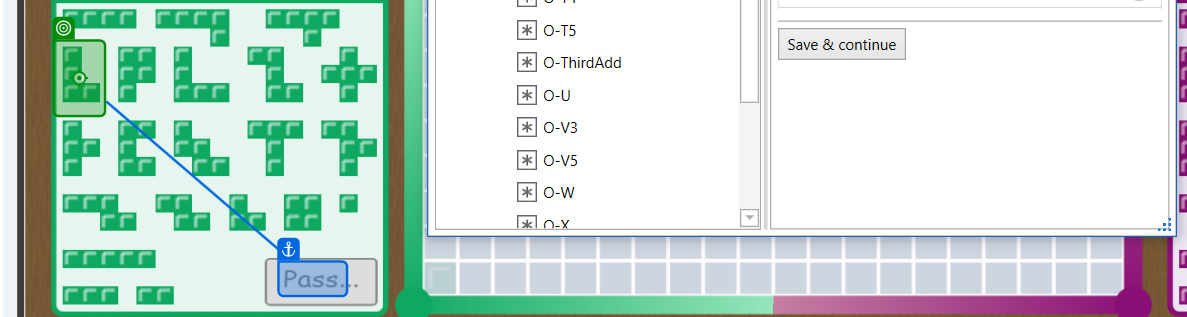 O-T5
O-ThirdAdd
O-U
O-V3
O-V5
O-W
O-X
Save & continue
Pass...